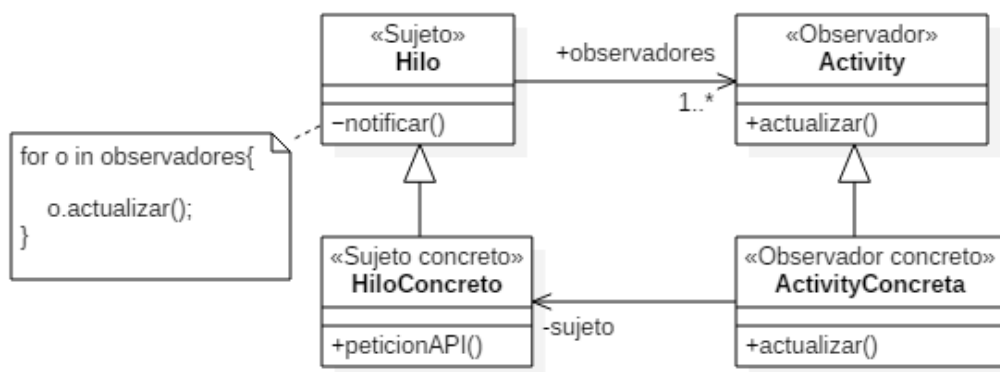 «Sujeto»
Hilo
−notificar()
+observadores
1..*
«Observador»
Activity
+actualizar()
for o in observadores{
o.actualizar();
}
«Sujeto concreto»
HiloConcreto
+peticionAPI()
-sujeto
«Observador concreto»
ActivityConcreta
+actualizar()